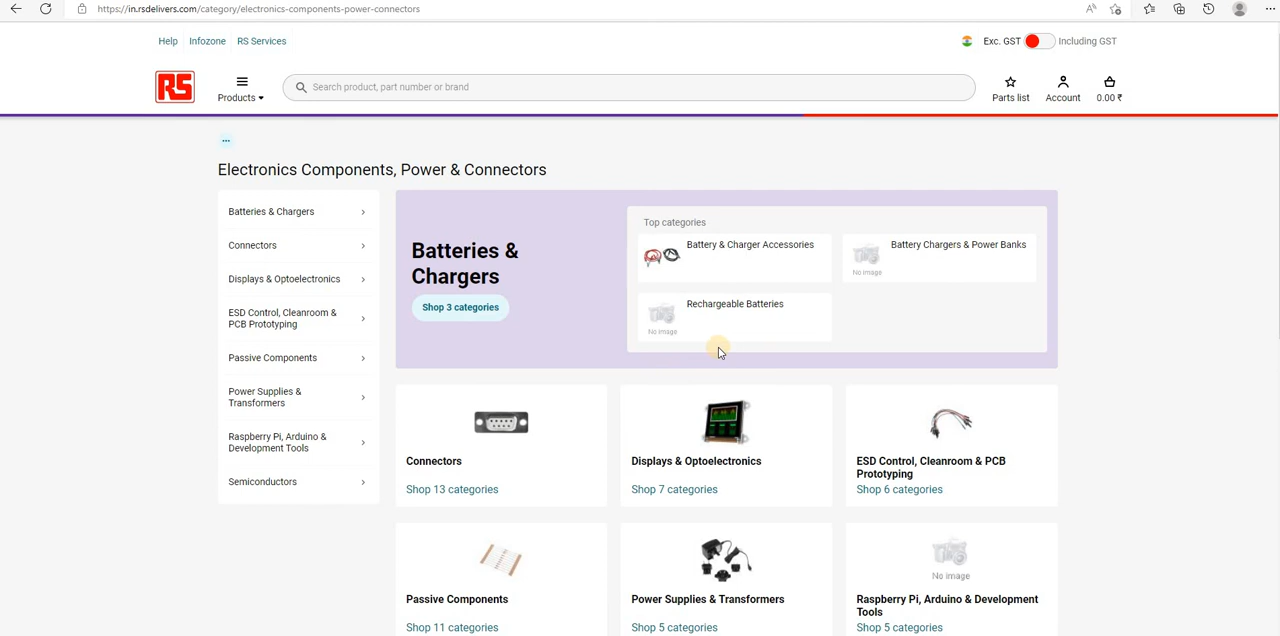 https://in.rsdelivers.com/category/electronics-components-power-connectors
Help Infozone RS Services
Exc. GST Including GST
RS
Products
Search product, part number or brand
Parts list
Account
0.00 ₹
...
Electronics Components, Power & Connectors
Batteries & Chargers
Connectors
Displays & Optoelectronics
ESD Control, Cleanroom &
PCB Prototyping
Passive Components
Power Supplies &
Transformers
Raspberry Pi, Arduino &
Development Tools
Semiconductors
Batteries &
Chargers
Shop 3 categories
Top categories
Battery & Charger Accessories
No image
Battery Chargers & Power Banks
No image
Rechargeable Batteries
Connectors
Shop 13 categories
Displays & Optoelectronics
Shop 7 categories
ESD Control, Cleanroom & PCB
Prototyping
Shop 6 categories
Passive Components
Shop 11 categories
Power Supplies & Transformers
Shop 5 categories
No image
Raspberry Pi, Arduino & Development
Tools
Shop 5 categories